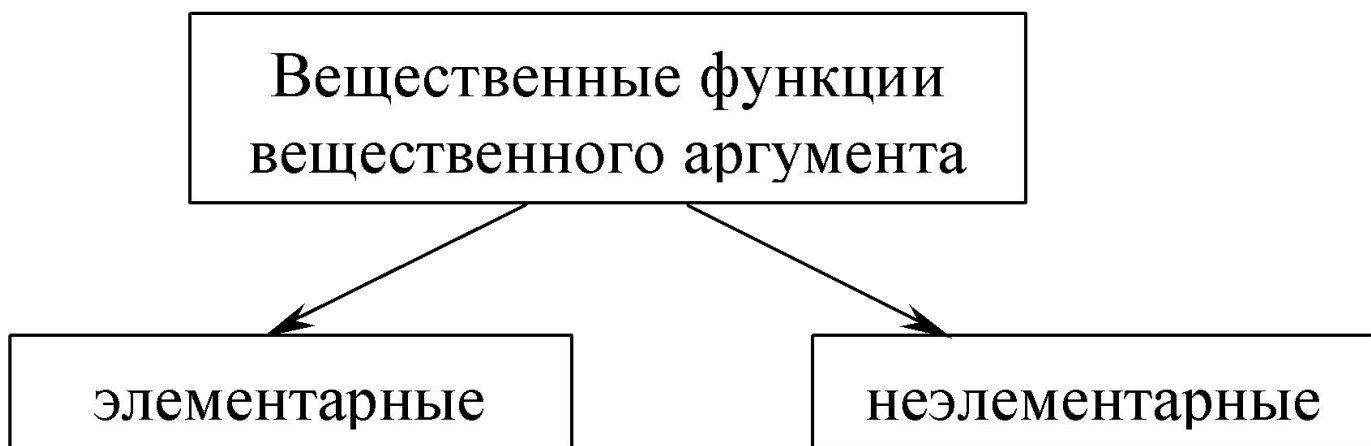 Вещественные функции
вещественного аргумента
элементарные
неэлементарные